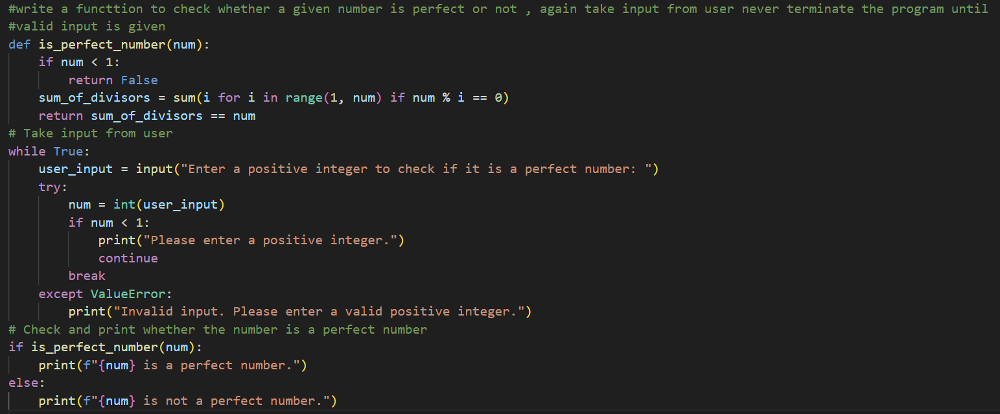 #write a functtion to check whether a given number is perfect or not , again take input from user never terminate the program until
#valid input is given
def is_perfect_number(num):
    if num < 1:
        return False
    sum_of_divisors = sum(i for i in range(1, num) if num % i == 0)
    return sum_of_divisors == num
# Take input from user
while True:
    user_input = input("Enter a positive integer to check if it is a perfect number: ")
    try:
        num = int(user_input)
        if num < 1:
            print("Please enter a positive integer.")
            continue
        break
    except ValueError:
        print("Invalid input. Please enter a valid positive integer.")
# Check and print whether the number is a perfect number
if is_perfect_number(num):
    print(f"{num} is a perfect number.")
else:
    print(f"{num} is not a perfect number.")